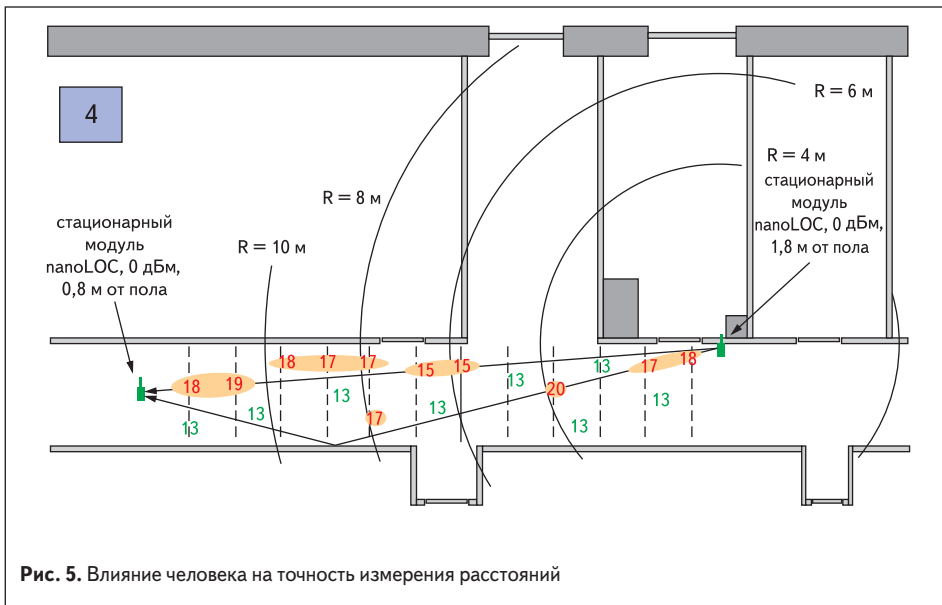 4
R = 6 м
R = 4 м
стационарный
модуль
nanoLOC, 0 дБм,
1,8 м от пола
R = 8 м
стационарный
модуль
nanoLOC, 0 дБм,
0,8 м от пола
R = 10 м
18 17 17 15 15 13 13 17 18
18 19 13 13 20 13
13 17 13 13
Рис. 5. Влияние человека на точность измерения расстояний